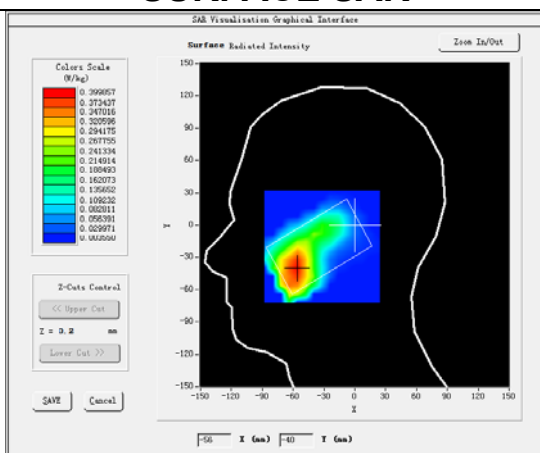 SAR Visualisation Graphical Interface
Surface Radiated Intensity
Zoom In/Out
Colors Scale
(W/kg)
0.399857
0.373437
0.347016
0.320596
0.294175
0.267755
0.241334
0.214914
0.188493
0.162073
0.135652
0.109232
0.082811
0.056391
0.029971
0.003550
150
120
90
60
30
0
-30
-60
-90
-120
-150
Y
-150 -120 -90 -60 -30 0 30 60 90 120 150
X
Z-Cuts Control
<< Upper Cut
Z = 3.2 mm
Lower Cut >>
SAVE Cancel
-56 X (mm) -40 Y (mm)